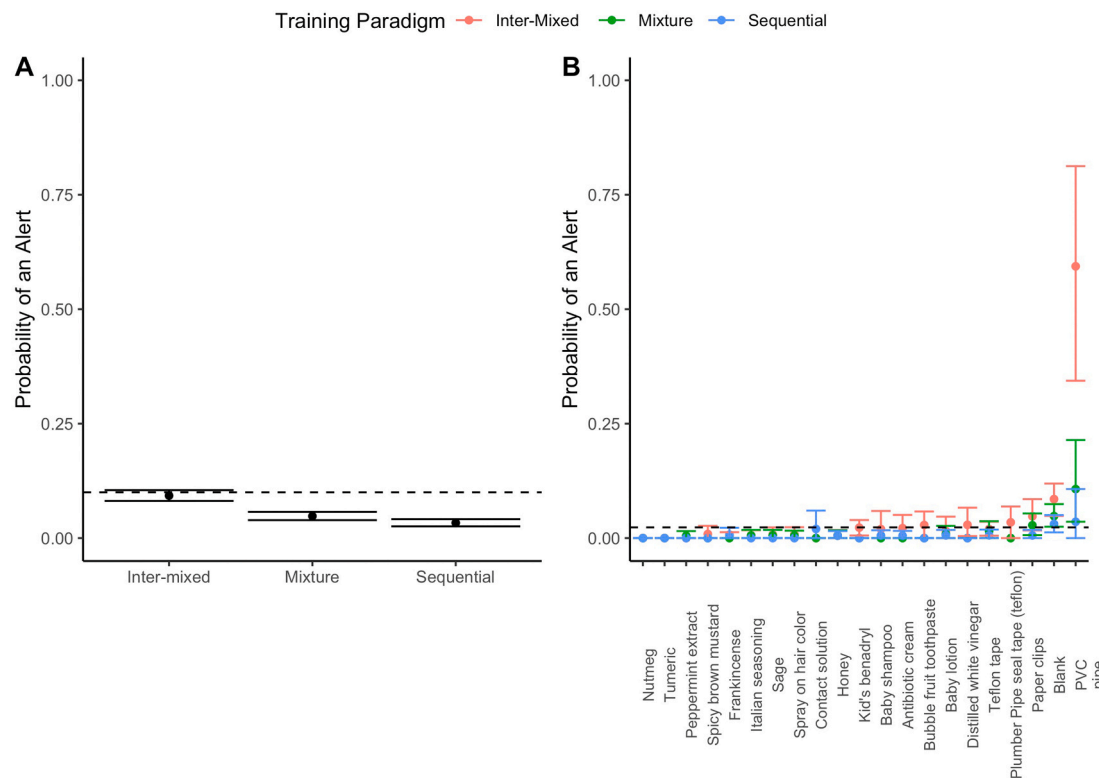 Training Paradigm Inter-Mixed Mixture Sequential
A
Probability of an Alert
1.00
0.75
0.50
0.25
0.00
Inter-mixed Mixture Sequential
B
Probability of an Alert
1.00
0.75
0.50
0.25
0.00
Nutmeg
Tumeric
Peppermint extract
Spicy brown mustard
Frankincense
Italian seasoning
Sage
Spray on hair color
Contact solution
Honey
Kid's benadryl
Baby shampoo
Antibiotic cream
Bubble fruit toothpaste
Baby lotion
Distilled white vinegar
Teflon tape
Plumber Pipe seal tape (teflon)
Paper clips
Blank
PVC
pipe